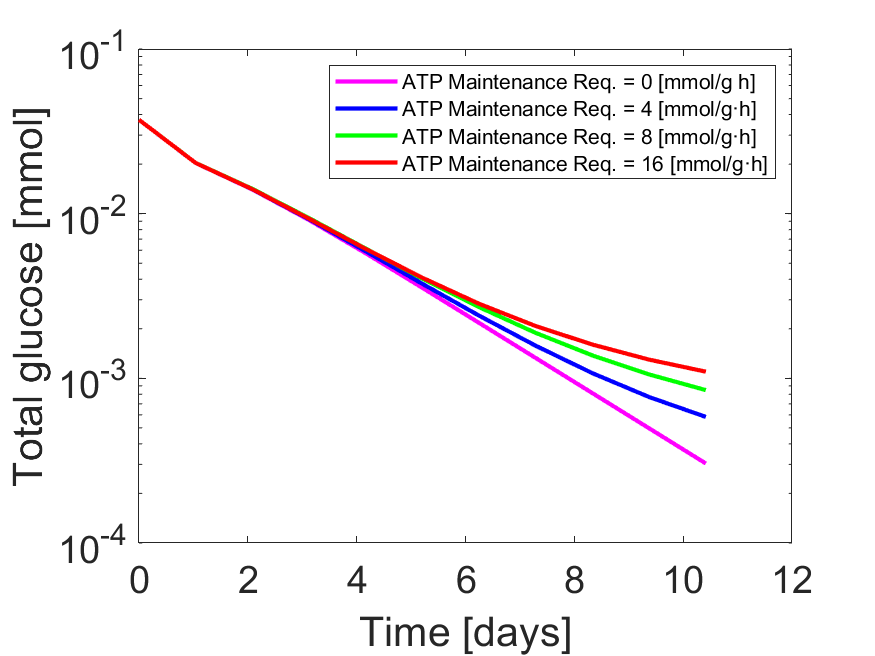 10-1
10-2
10-3
10-4
Total glucose [mmol]
ATP Maintenance Req. = 0 [mmol/g h]
ATP Maintenance Req. = 4 [mmol/g·h]
ATP Maintenance Req. = 8 [mmol/g·h]
ATP Maintenance Req. = 16 [mmol/g·h]
0 2 4 6 8 10 12
Time [days]